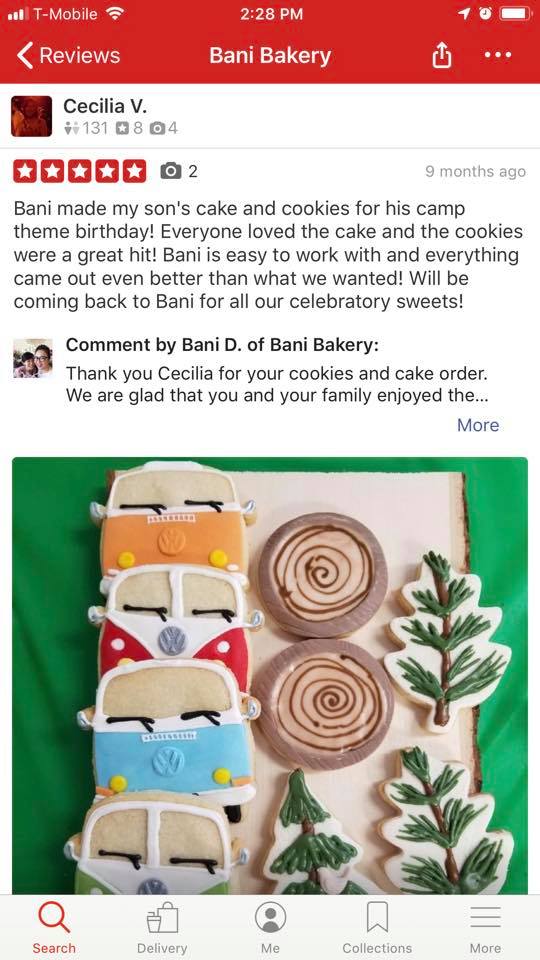 T-Mobile
2:28 PM
Reviews
Bani Bakery
Cecilia V.
131 8 4
2
9 months ago
Bani made my son's cake and cookies for his camp
theme birthday! Everyone loved the cake and the cookies
were a great hit! Bani is easy to work with and everything
came out even better than what we wanted! Will be
coming back to Bani for all our celebratory sweets!
Comment by Bani D. of Bani Bakery:
Thank you Cecilia for your cookies and cake order.
We are glad that you and your family enjoyed the...
More
VW
VW
VW
VW
Search
Delivery
Me
Collections
More